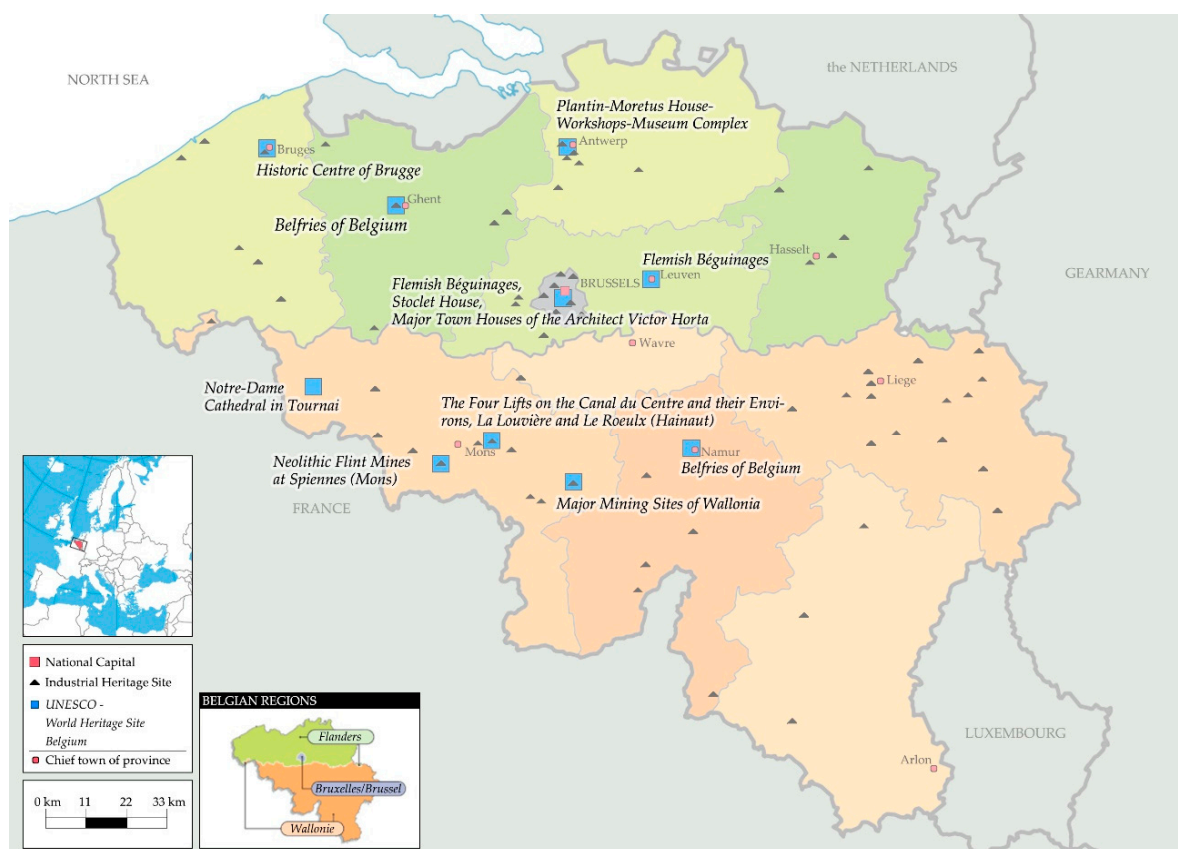 NORTH SEA
the NETHERLANDS
Plantin-Moretus House-
Workshops-Museum Complex
Antwerp
Bruges
Historic Centre of Brugge
Ghent
Belfries of Belgium
Hasselt
Flemish Béguinages
Leuven
GEARMANY
BRUSSELS
Flemish Béguinages,
Stoclet House,
Major Town Houses of the Architect Victor Horta
Wavre
Liege
Notre-Dame
Cathedral in Tournai
The Four Lifts on the Canal du Centre and their Envi-
rons, La Louvière and Le Roeulx (Hainaut)
Mons
Namur
Neolithic Flint Mines
at Spiennes (Mons)
Belfries of Belgium
Major Mining Sites of Wallonia
FRANCE
LUXEMBOURG
Arlon
National Capital
Industrial Heritage Site
UNESCO -
World Heritage Site
Belgium
Chief town of province
0 km 11 22 33 km
BELGIAN REGIONS
Flanders
Bruxelles/Brussel
Wallonie